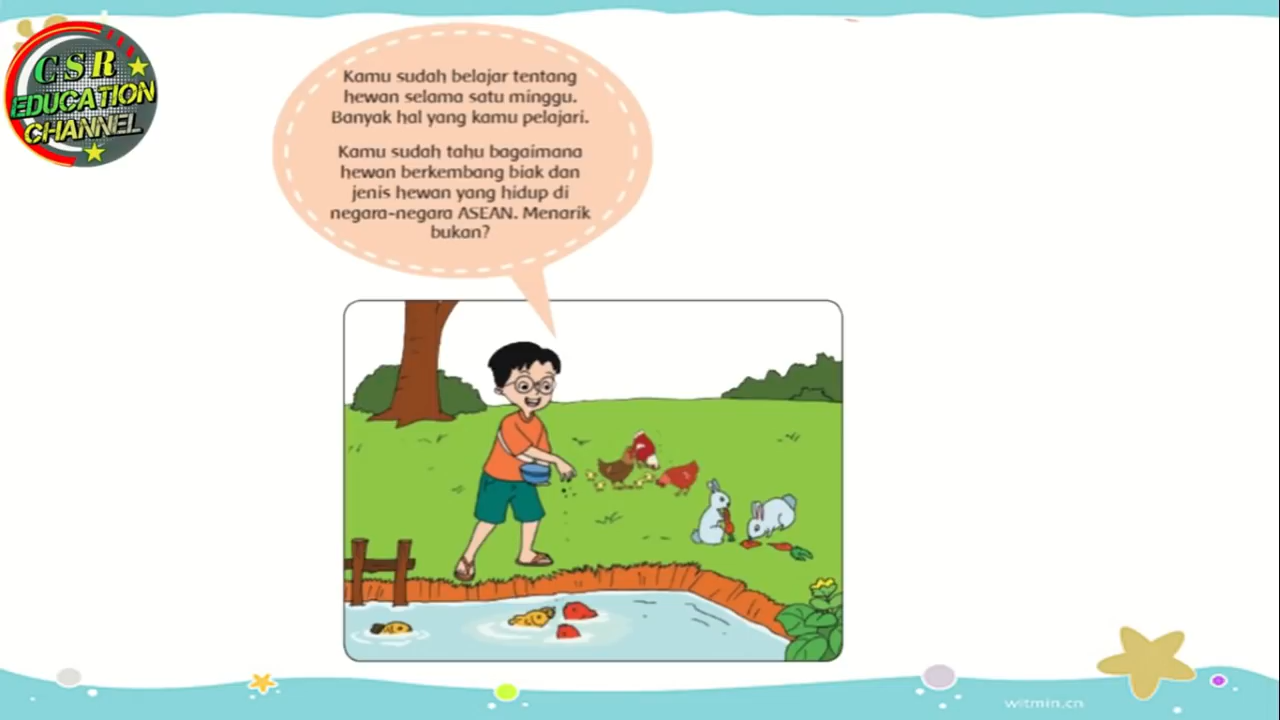 CSR
EDUCATION
CHANNEL
Kamu sudah belajar tentang
hewan selama satu minggu.
Banyak hal yang kamu pelajari.
Kamu sudah tahu bagaimana
hewan berkembang biak dan
jenis hewan yang hidup di
negara-negara ASEAN. Menarik
bukan?
witmin.cn